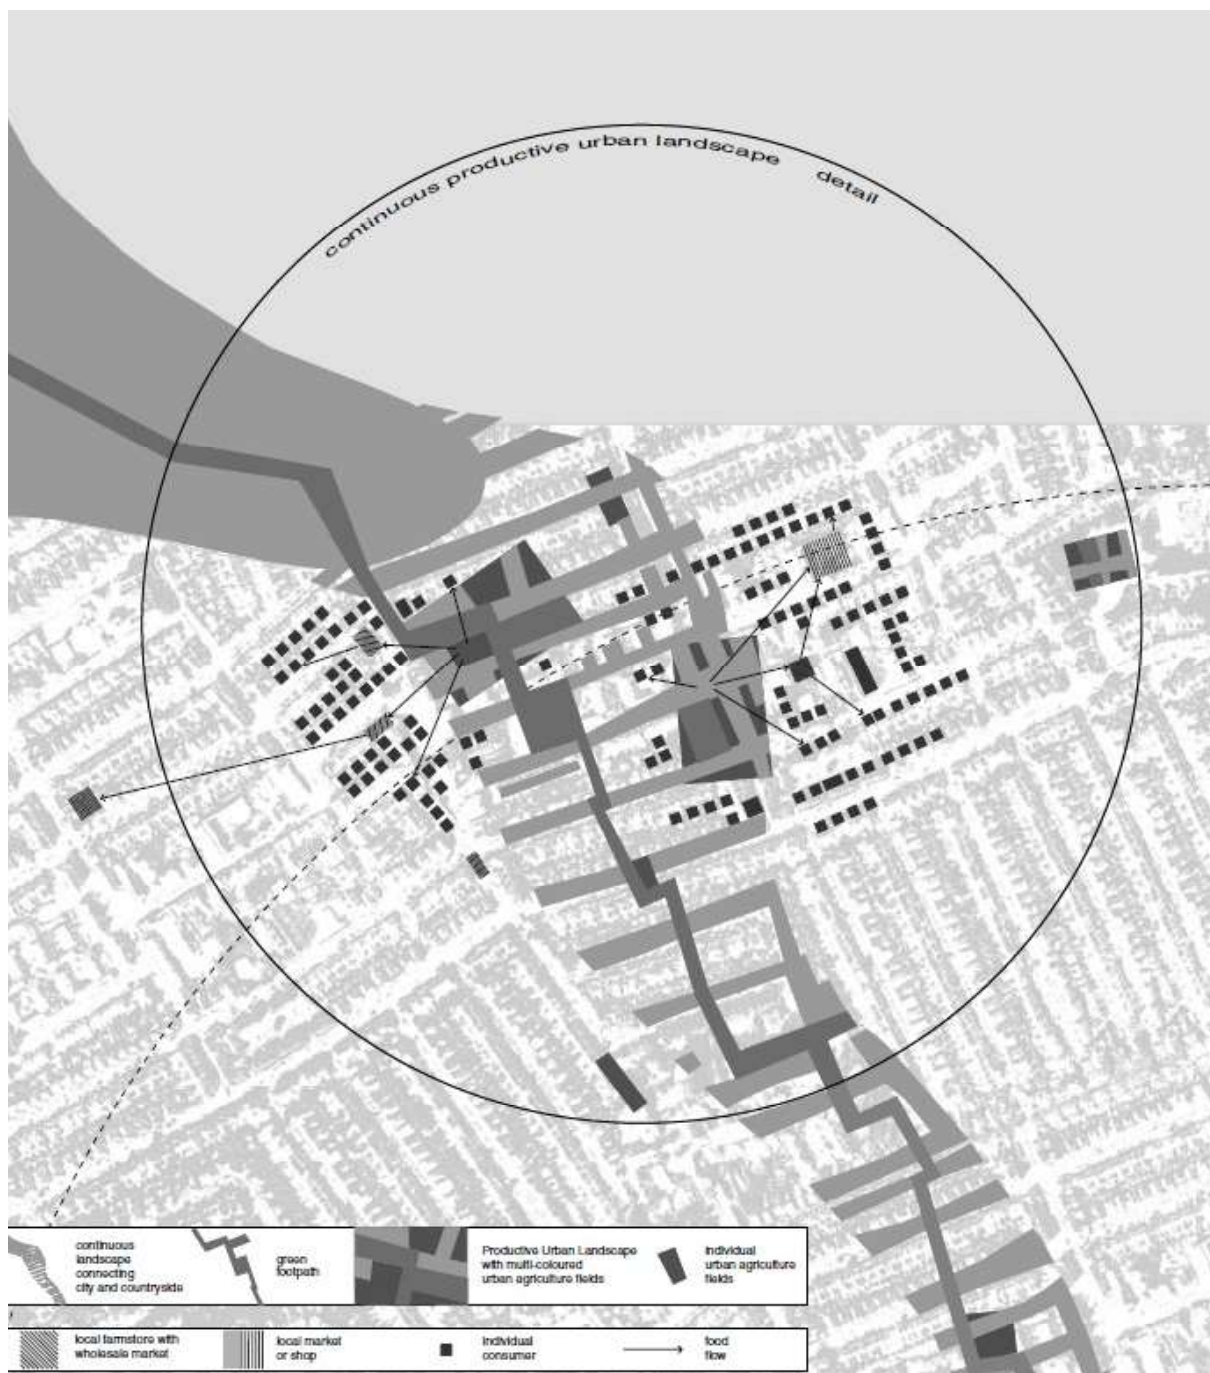 continuous productive urban landscape detail
continuous
landscape
connecting
city and countryside
green
footpath
Productive Urban Landscape
with multi-coloured
urban agriculture fields
individual
urban agriculture
fields
local farmstore with
wholesale market
local market
or shop
individual
consumer
food
flow